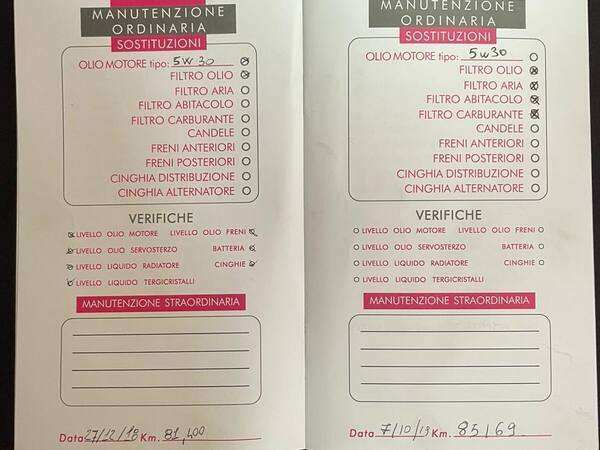 MANUTENZIONE
ORDINARIA
SOSTITUZIONI
OLIO MOTORE tipo: 5W30
FILTRO OLIO
FILTRO ARIA
FILTRO ABITACOLO
FILTRO CARBURANTE
CANDELE
FRENI ANTERIORI
FRENI POSTERIORI
CINGHIA DISTRIBUZIONE
CINGHIA ALTERNATORE
VERIFICHE
LIVELLO OLIO MOTORE LIVELLO OLIO FRENI
LIVELLO OLIO SERVOSTERZO BATTERIA
LIVELLO LIQUIDO RADIATORE CINGHIE
LIVELLO LIQUIDO TERGICRISTALLI
MANUTENZIONE STRAORDINARIA
Data 27/12/18 Km. 81,400
MANUTENZIONE
ORDINARIA
SOSTITUZIONI
OLIO MOTORE tipo: 5W30
FILTRO OLIO
FILTRO ARIA
FILTRO ABITACOLO
FILTRO CARBURANTE
CANDELE
FRENI ANTERIORI
FRENI POSTERIORI
CINGHIA DISTRIBUZIONE
CINGHIA ALTERNATORE
VERIFICHE
LIVELLO OLIO MOTORE LIVELLO OLIO FRENI
LIVELLO OLIO SERVOSTERZO BATTERIA
LIVELLO LIQUIDO RADIATORE CINGHIE
LIVELLO LIQUIDO TERGICRISTALLI
MANUTENZIONE STRAORDINARIA
Data 7/10/19 Km. 85169